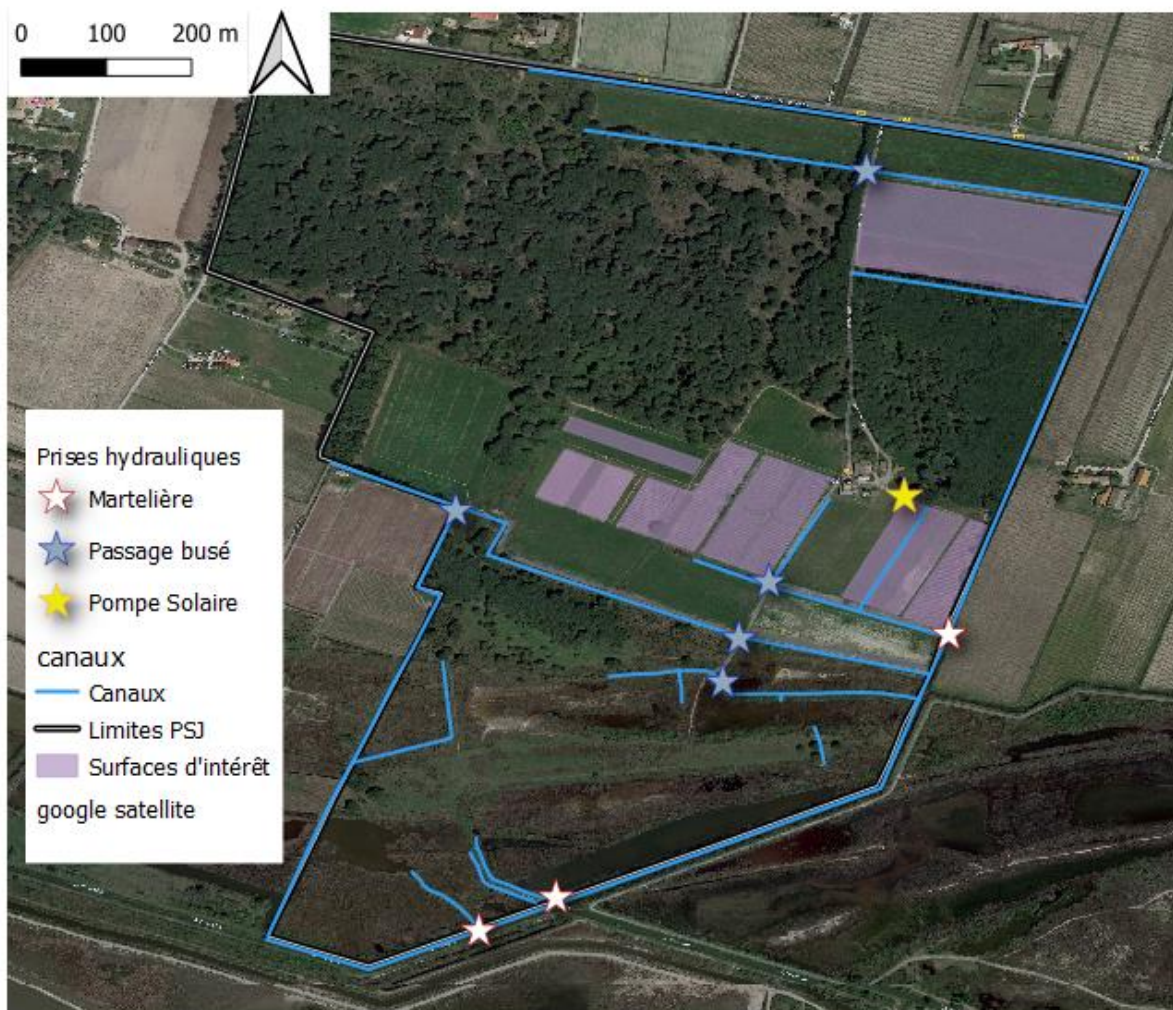 0 100 200 m
Prises hydrauliques
Martelière
Passage busé
Pompe Solaire
canaux
Canaux
Limites PSJ
Surfaces d'intérêt
google satellite